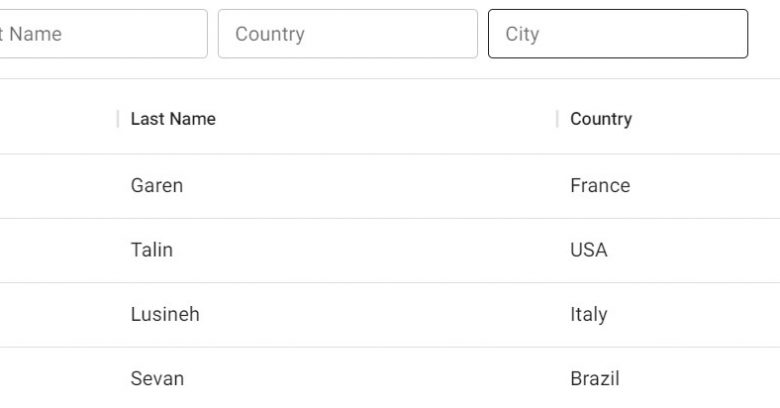 t Name Country City
Last Name Country
Garen France
Talin USA
Lusineh Italy
Sevan Brazil